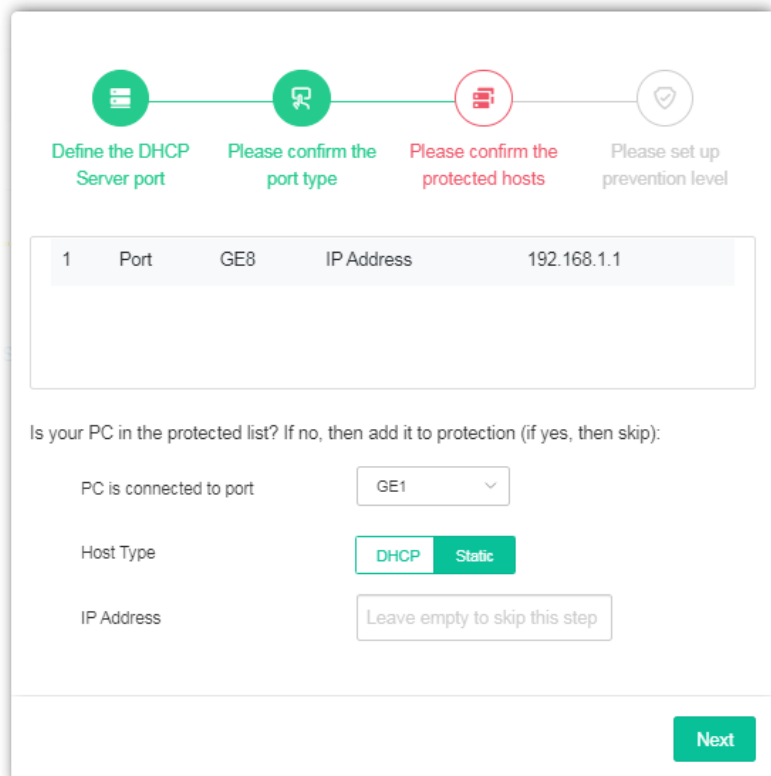 Define the DHCP Server port
Please confirm the port type
Please confirm the protected hosts
Please set up prevention level
1 Port GE8 IP Address 192.168.1.1
Is your PC in the protected list? If no, then add it to protection (if yes, then skip):
PC is connected to port GE1
Host Type DHCP Static
IP Address Leave empty to skip this step
Next